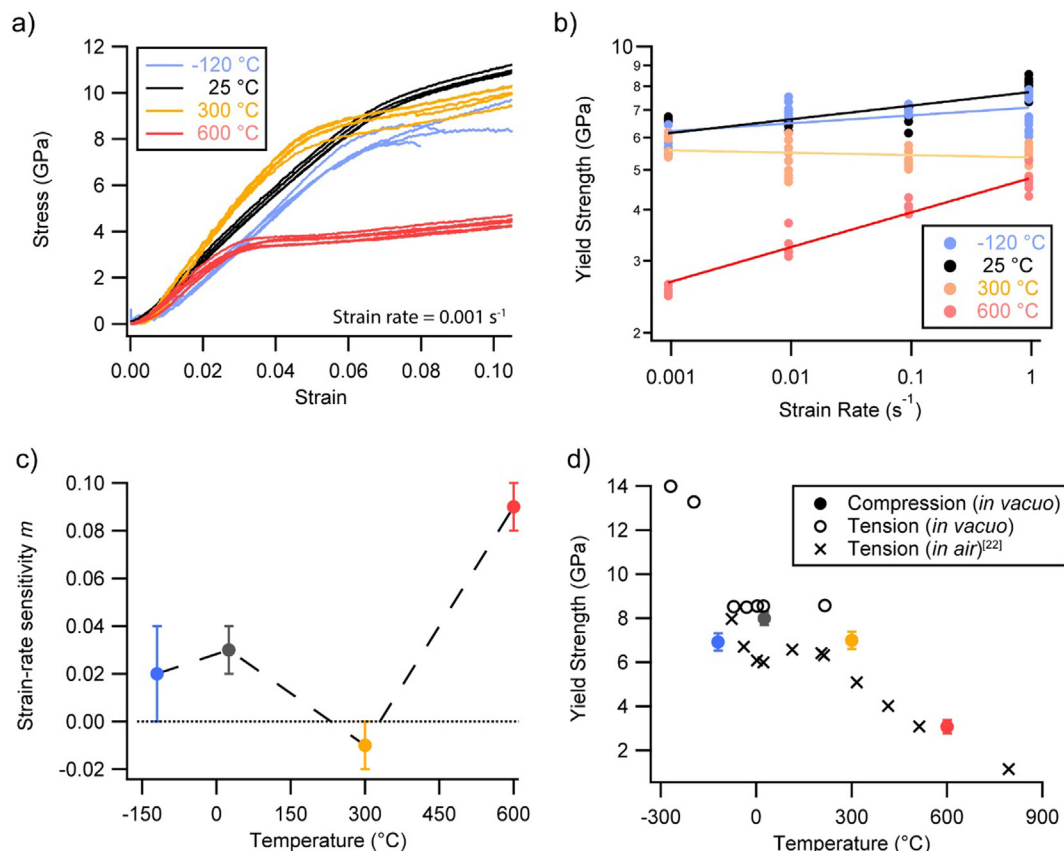 a)
12
10
8
6
4
2
0
Stress (GPa)
-120 °C
25 °C
300 °C
600 °C
Strain rate = 0.001 s-1
0.00
0.02
0.04
0.06
0.08
0.10
Strain
b)
10
9
8
7
6
5
4
3
2
Yield Strength (GPa)
-120 °C
25 °C
300 °C
600 °C
0.001
0.01
0.1
1
Strain Rate (s-1)
c)
0.10
0.08
0.06
0.04
0.02
0.00
-0.02
Strain-rate sensitivity m
-150
0
150
300
450
600
Temperature (°C)
d)
14
12
10
8
6
4
2
Yield Strength (GPa)
Compression (in vacuo)
Tension (in vacuo)
Tension (in air)[22]
-300
0
300
600
900
Temperature (°C)